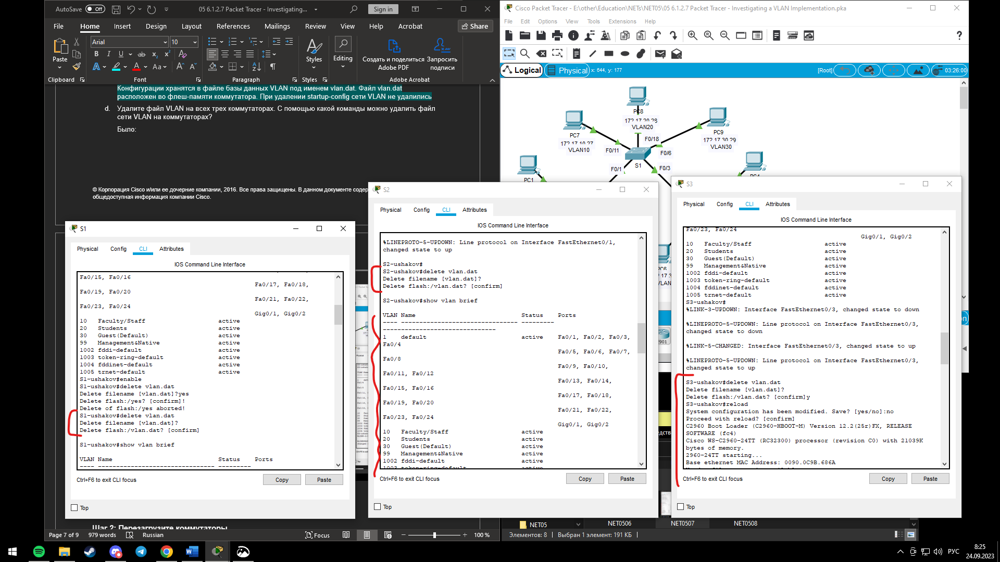 AutoSave Off 05 6.1.2.7 Packet Tracer - Investigating... Sign in
File Home Insert Design Layout References Mailings Review View Help Acrobat Share
Paste
Arial 10
Styles
Editing
Создать и поделиться Adobe PDF
Запросить подписи
Clipboard Font Paragraph Styles Adobe Acrobat
Конфигурации хранятся в файле базы данных VLAN под именем vlan.dat. Файл vlan.dat
расположен во флеш-памяти коммутатора. При удалении startup-config сети VLAN не удалились
d. Удалите файл VLAN на всех трех коммутаторах. С помощью какой команды можно удалить файл
сети VLAN на коммутаторах?
Было:
© Корпорация Cisco и/или ее дочерние компании, 2016. Все права защищены. В данном документе
общедоступная информация компании Cisco.
Cisco Packet Tracer - E:\other\Education\NETs\NET05\05 6.1.2.7 Packet Tracer - Investigating a VLAN Implementation.pka
File Edit Options View Tools Extensions Help
Logical Physical x: 644, y: 177 [Root] 03:26:00
PC8
172.17.20.28
VLAN20
PC7
172.17.10.27
VLAN10
PC9
172.17.30.29
VLAN30
F0/18
F0/11
F0/6
S1
F0/1
F0/3
PC1
PC4
PC6
S1
Physical Config CLI Attributes
IOS Command Line Interface
Fa0/15, Fa0/16
Fa0/17, Fa0/18,
Fa0/19, Fa0/20
Fa0/21, Fa0/22,
Fa0/23, Fa0/24
Gig0/1, Gig0/2
10 Faculty/Staff active
20 Students active
30 Guest(Default) active
99 Management&Native active
1002 fddi-default active
1003 token-ring-default active
1004 fddinet-default active
1005 trnet-default active
S1-ushakov#enable
S1-ushakov#delete vlan.dat
Delete filename [vlan.dat]?yes
Delete flash:/yes? [confirm]!
Delete of flash:/yes aborted!
S1-ushakov#delete vlan.dat
Delete filename [vlan.dat]?
Delete flash:/vlan.dat? [confirm]
S1-ushakov#show vlan brief
VLAN Name Status Ports
---- -------------------------------- ---------
Ctrl+F6 to exit CLI focus
Copy Paste
Top
S2
Physical Config CLI Attributes
IOS Command Line Interface
%LINEPROTO-5-UPDOWN: Line protocol on Interface FastEthernet0/1,
changed state to up
S2-ushakov#
S2-ushakov#delete vlan.dat
Delete filename [vlan.dat]?
Delete flash:/vlan.dat? [confirm]
S2-ushakov#show vlan brief
VLAN Name Status Ports
---- -------------------------------- ---------
-------------------------------
1 default active Fa0/1, Fa0/2, Fa0/3,
Fa0/4
Fa0/5, Fa0/6, Fa0/7,
Fa0/8
Fa0/9, Fa0/10,
Fa0/11, Fa0/12
Fa0/13, Fa0/14,
Fa0/15, Fa0/16
Fa0/17, Fa0/18,
Fa0/19, Fa0/20
Fa0/21, Fa0/22,
Fa0/23, Fa0/24
Gig0/1, Gig0/2
10 Faculty/Staff active
20 Students active
30 Guest(Default) active
99 Management&Native active
1002 fddi-default active
1003 token-ring-default active
Ctrl+F6 to exit CLI focus
Copy Paste
Top
S3
Physical Config CLI Attributes
IOS Command Line Interface
Fa0/23, Fa0/24
Gig0/1, Gig0/2
10 Faculty/Staff active
20 Students active
30 Guest(Default) active
99 Management&Native active
1002 fddi-default active
1003 token-ring-default active
1004 fddinet-default active
1005 trnet-default active
S3-ushakov#
%LINK-3-UPDOWN: Interface FastEthernet0/3, changed state to down
%LINEPROTO-5-UPDOWN: Line protocol on Interface FastEthernet0/3,
changed state to down
%LINK-5-CHANGED: Interface FastEthernet0/3, changed state to up
%LINEPROTO-5-UPDOWN: Line protocol on Interface FastEthernet0/3,
changed state to up
S3-ushakov#delete vlan.dat
Delete filename [vlan.dat]?
Delete flash:/vlan.dat? [confirm]y
S3-ushakov#reload
System configuration has been modified. Save? [yes/no]:no
Proceed with reload? [confirm]
C2960 Boot Loader (C2960-HBOOT-M) Version 12.2(25r)FX, RELEASE
SOFTWARE (fc4)
Cisco WS-C2960-24TT (RC32300) processor (revision C0) with 21039K
bytes of memory.
2960-24TT starting...
Base ethernet MAC Address: 0090.0C9B.686A
Ctrl+F6 to exit CLI focus
Copy Paste
Top
2901
Шаг 2: Перезагрузите коммутаторы
Page 7 of 9 979 words Russian Focus 100 %
NET05 NET0506 NET0507 NET0508
Элементов: 8 Выбран 1 элемент: 191 КБ
РУС 8:25
24.09.2023